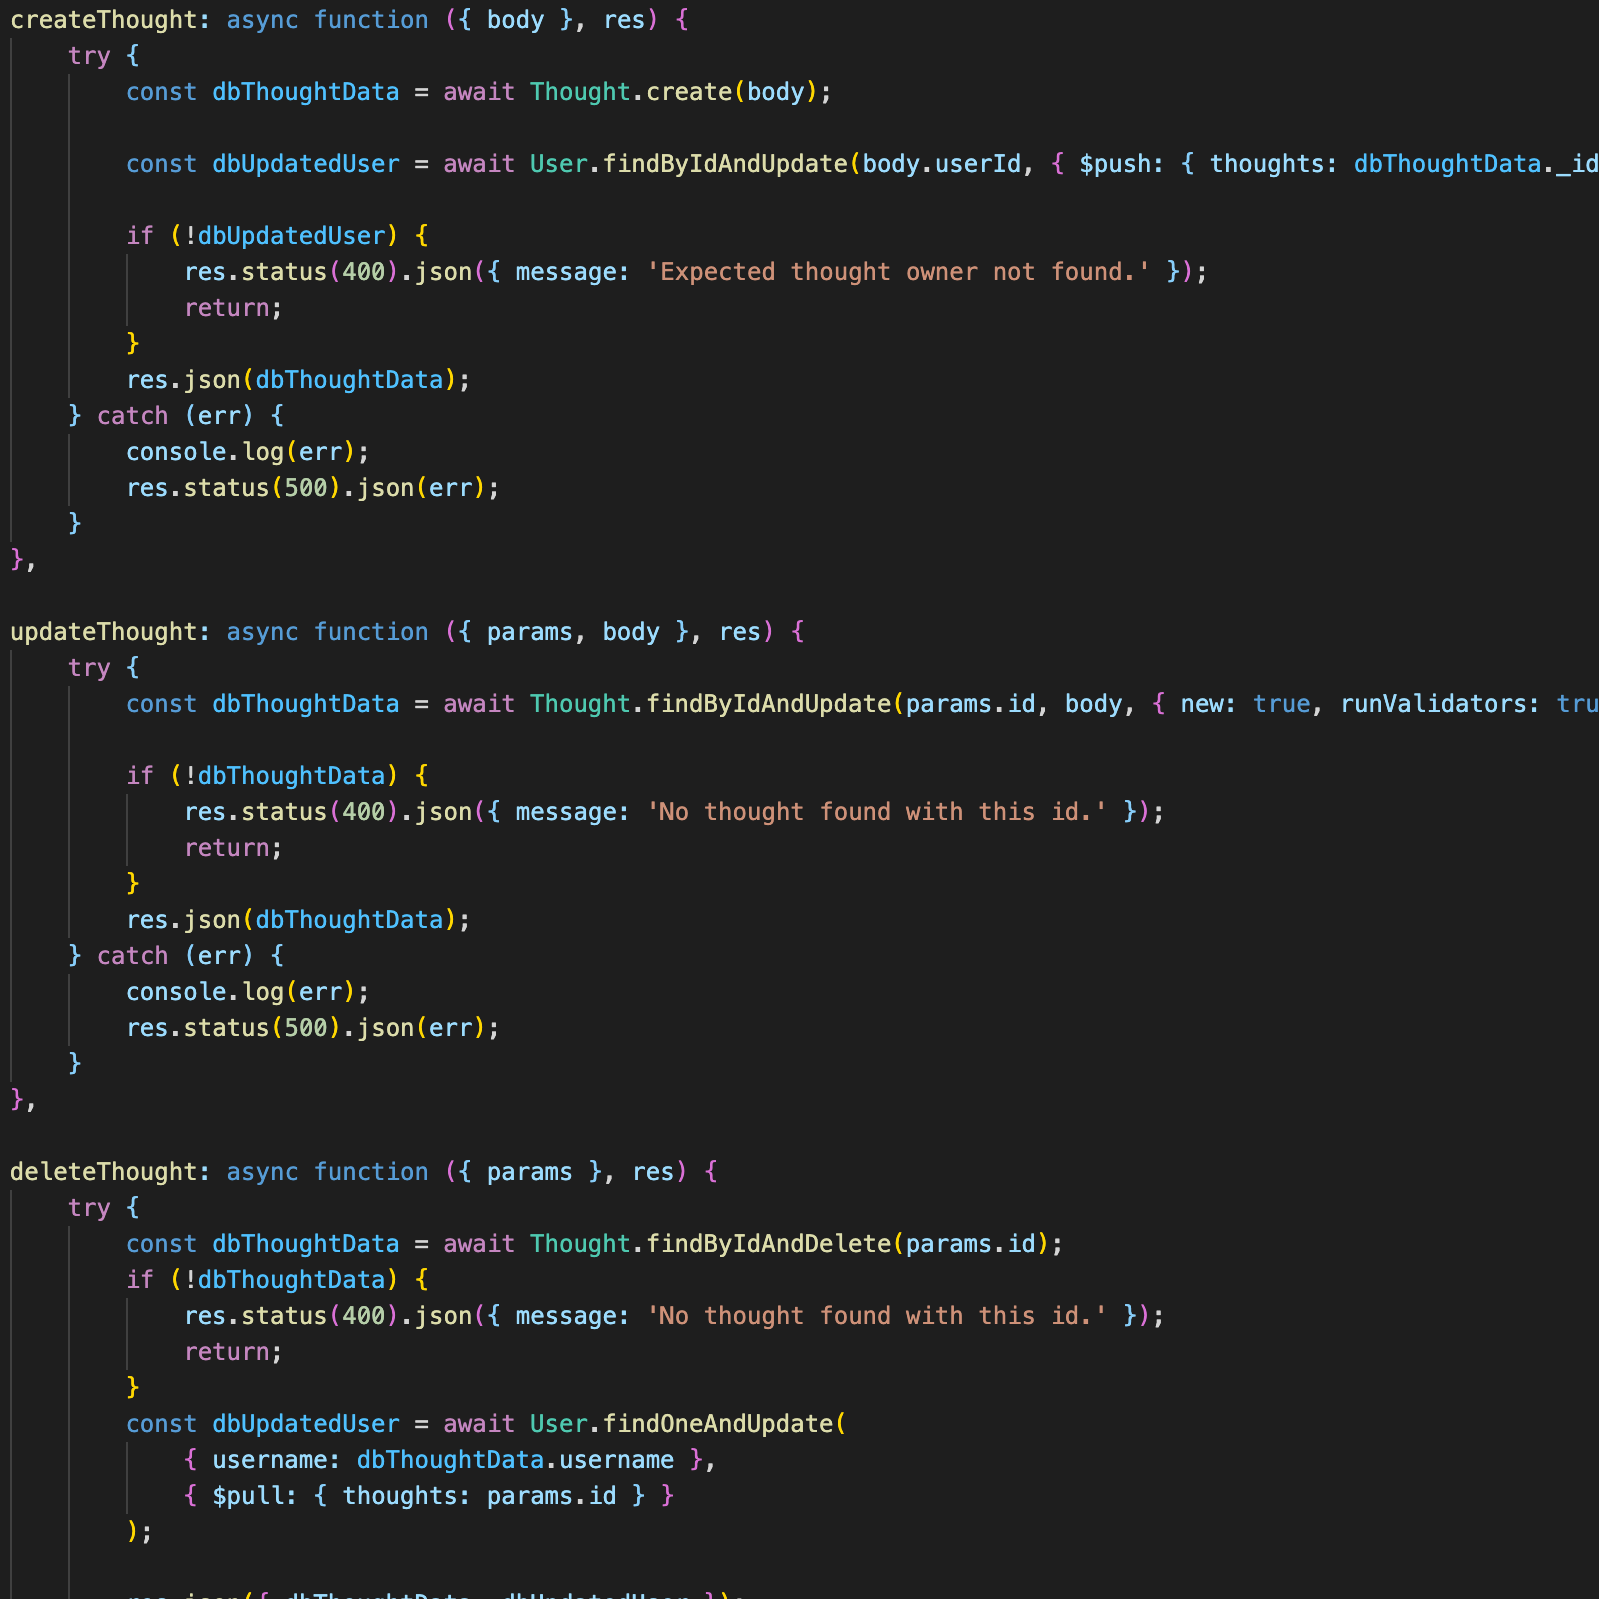 createThought: async function ({ body }, res) {
    try {
        const dbThoughtData = await Thought.create(body);

        const dbUpdatedUser = await User.findByIdAndUpdate(body.userId, { $push: { thoughts: dbThoughtData._id

        if (!dbUpdatedUser) {
            res.status(400).json({ message: 'Expected thought owner not found.' });
            return;
        }
        res.json(dbThoughtData);
    } catch (err) {
        console.log(err);
        res.status(500).json(err);
    }
},

updateThought: async function ({ params, body }, res) {
    try {
        const dbThoughtData = await Thought.findByIdAndUpdate(params.id, body, { new: true, runValidators: tru

        if (!dbThoughtData) {
            res.status(400).json({ message: 'No thought found with this id.' });
            return;
        }
        res.json(dbThoughtData);
    } catch (err) {
        console.log(err);
        res.status(500).json(err);
    }
},

deleteThought: async function ({ params }, res) {
    try {
        const dbThoughtData = await Thought.findByIdAndDelete(params.id);
        if (!dbThoughtData) {
            res.status(400).json({ message: 'No thought found with this id.' });
            return;
        }
        const dbUpdatedUser = await User.findOneAndUpdate(
            { username: dbThoughtData.username },
            { $pull: { thoughts: params.id } }
        );

        res.json({ dbThoughtData, dbUpdatedUser });